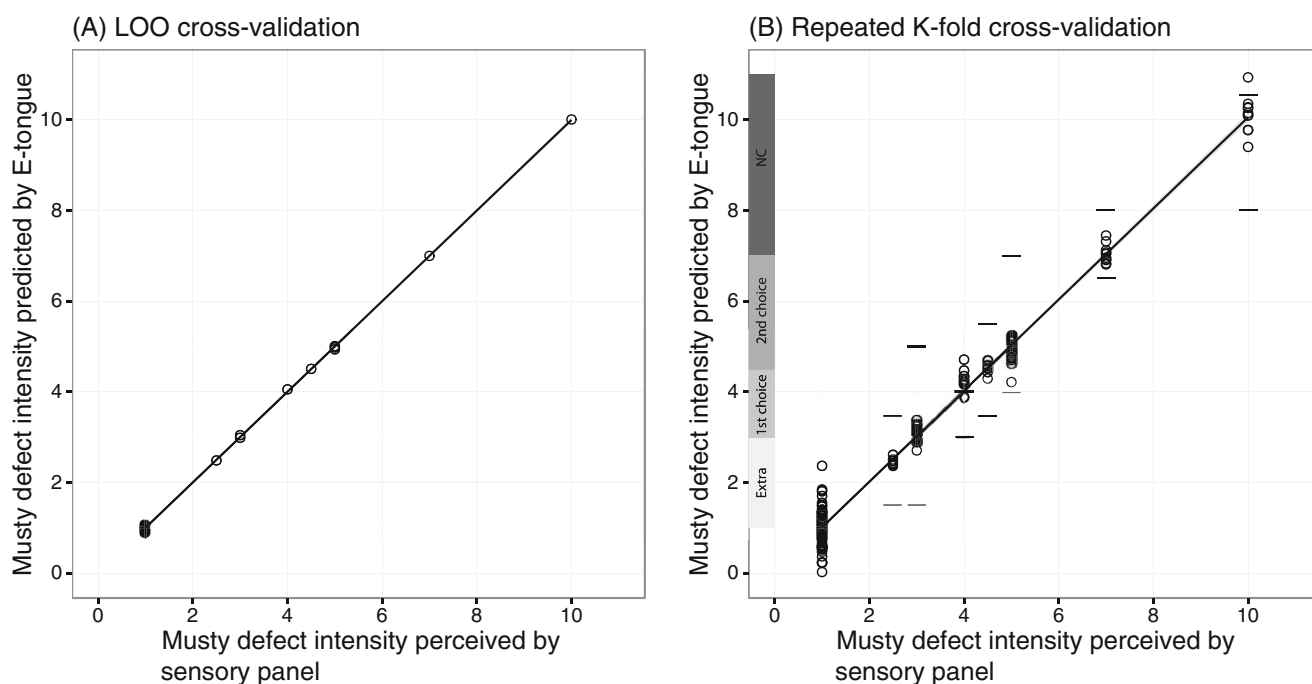 (A) LOO cross-validation
Musty defect intensity predicted by E-tongue
10
8
6
4
2
0
0 2 4 6 8 10
Musty defect intensity perceived by
sensory panel
(B) Repeated K-fold cross-validation
Musty defect intensity predicted by E-tongue
10
8
6
4
2
0
NC
2nd choice
1st choice
Extra
0 2 4 6 8 10
Musty defect intensity perceived by
sensory panel